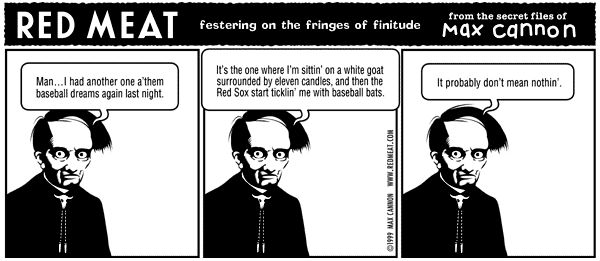 RED MEAT
festering on the fringes of finitude
from the secret files of
Max cannon
Man...I had another one a'them
baseball dreams again last night.
It's the one where I'm sittin' on a white goat
surrounded by eleven candles, and then the
Red Sox start ticklin' me with baseball bats.
©1999 MAX CANNON WWW.REDMEAT.COM
It probably don't mean nothin'.